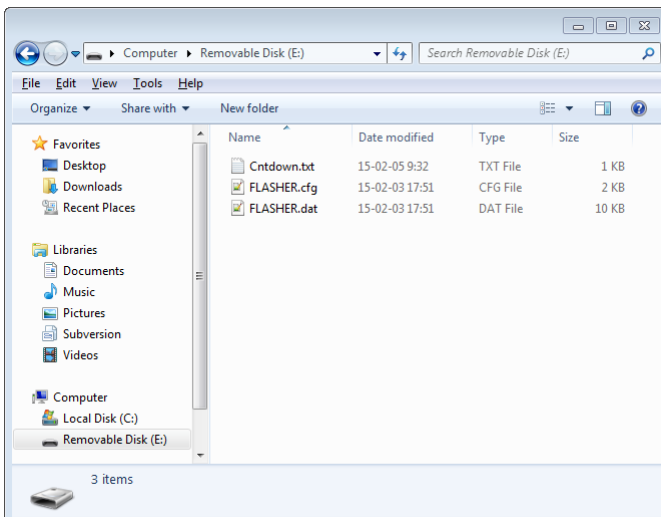 Computer Removable Disk (E:) Search Removable Disk (E:)
File Edit View Tools Help
Organize Share with New folder
Name Date modified Type Size
Favorites
Desktop
Downloads
Recent Places
Libraries
Documents
Music
Pictures
Subversion
Videos
Computer
Local Disk (C:)
Removable Disk (E:)
Cntdown.txt 15-02-05 9:32 TXT File 1 KB
FLASHER.cfg 15-02-03 17:51 CFG File 2 KB
FLASHER.dat 15-02-03 17:51 DAT File 10 KB
3 items